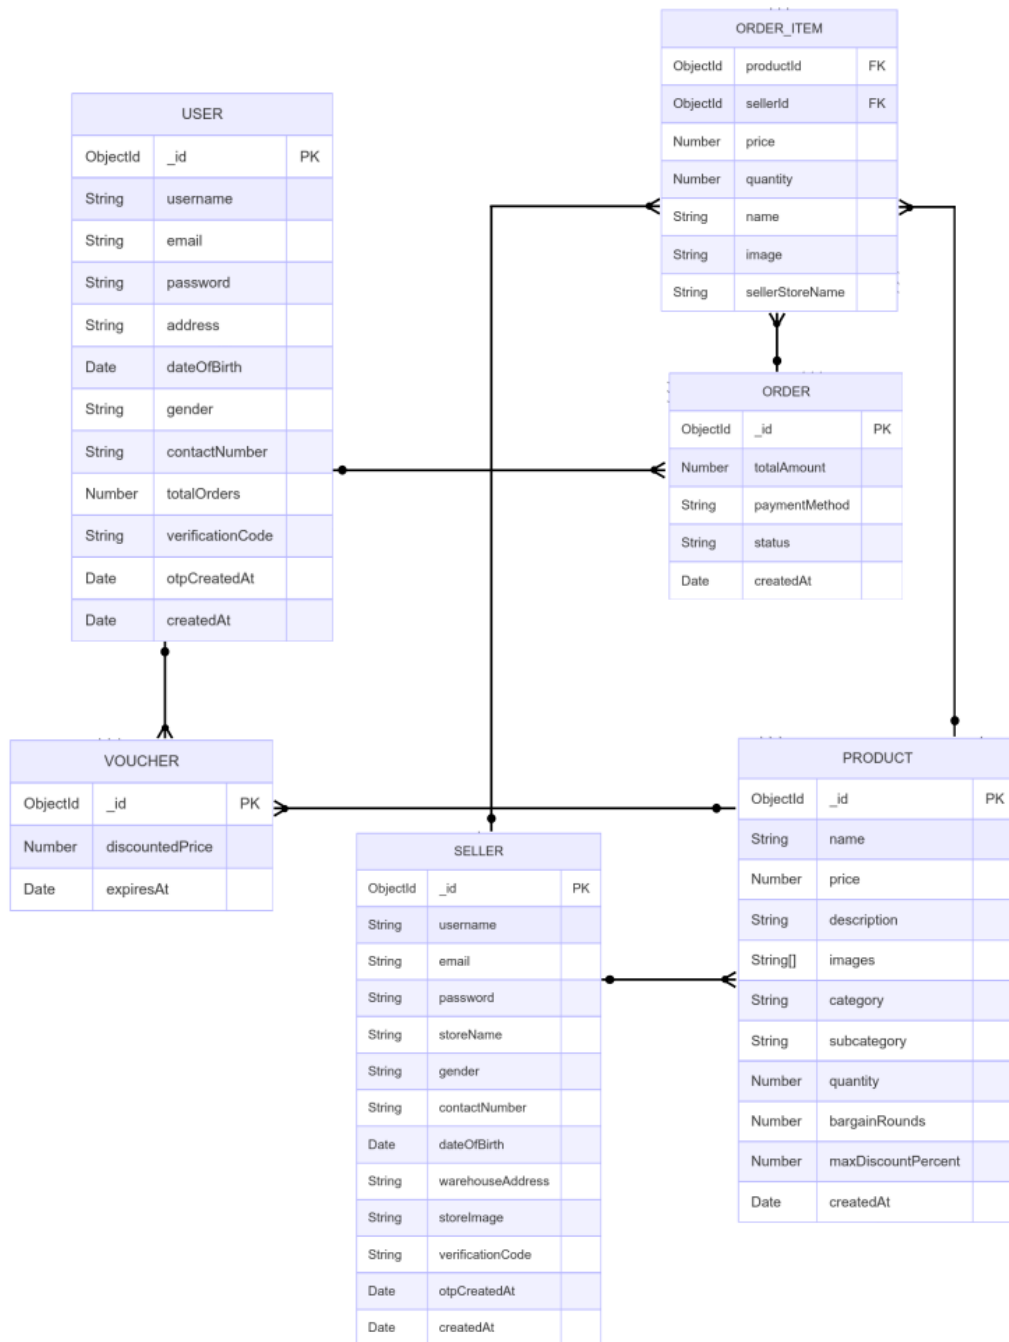 ORDER_ITEM
ObjectId productId FK
ObjectId sellerId FK
Number price
Number quantity
String name
String image
String sellerStoreName
USER
ObjectId _id PK
String username
String email
String password
String address
Date dateOfBirth
String gender
String contactNumber
Number totalOrders
String verificationCode
Date otpCreatedAt
Date createdAt
ORDER
ObjectId _id PK
Number totalAmount
String paymentMethod
String status
Date createdAt
VOUCHER
ObjectId _id PK
Number discountedPrice
Date expiresAt
SELLER
ObjectId _id PK
String username
String email
String password
String storeName
String gender
String contactNumber
Date dateOfBirth
String warehouseAddress
String storeImage
String verificationCode
Date otpCreatedAt
Date createdAt
PRODUCT
ObjectId _id PK
String name
Number price
String description
String[] images
String category
String subcategory
Number quantity
Number bargainRounds
Number maxDiscountPercent
Date createdAt